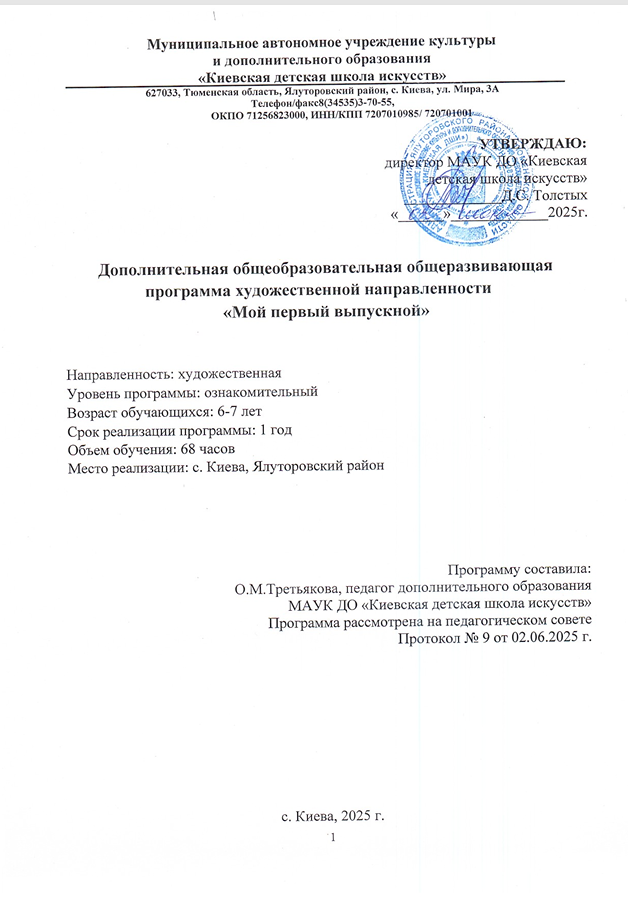 Муниципальное автономное учреждение культуры
и дополнительного образования
«Киевская детская школа искусств»
627033, Тюменская область, Ялуторовский район, с. Киева, ул. Мира, 3А
Телефон/факс8(34535)3-70-55,
ОКПО 71256823000, ИНН/КПП 7207010985/ 720701001
УТВЕРЖДАЮ:
директор МАУК ДО «Киевская
детская школа искусств»
Д.С. Толстых
« » 2025г.
Дополнительная общеобразовательная общеразвивающая
программа художественной направленности
«Мой первый выпускной»
Направленность: художественная
Уровень программы: ознакомительный
Возраст обучающихся: 6-7 лет
Срок реализации программы: 1 год
Объем обучения: 68 часов
Место реализации: с. Киева, Ялуторовский район
Программу составила:
О.М.Третьякова, педагог дополнительного образования
МАУК ДО «Киевская детская школа искусств»
Программа рассмотрена на педагогическом совете
Протокол № 9 от 02.06.2025 г.
с. Киева, 2025 г.
1